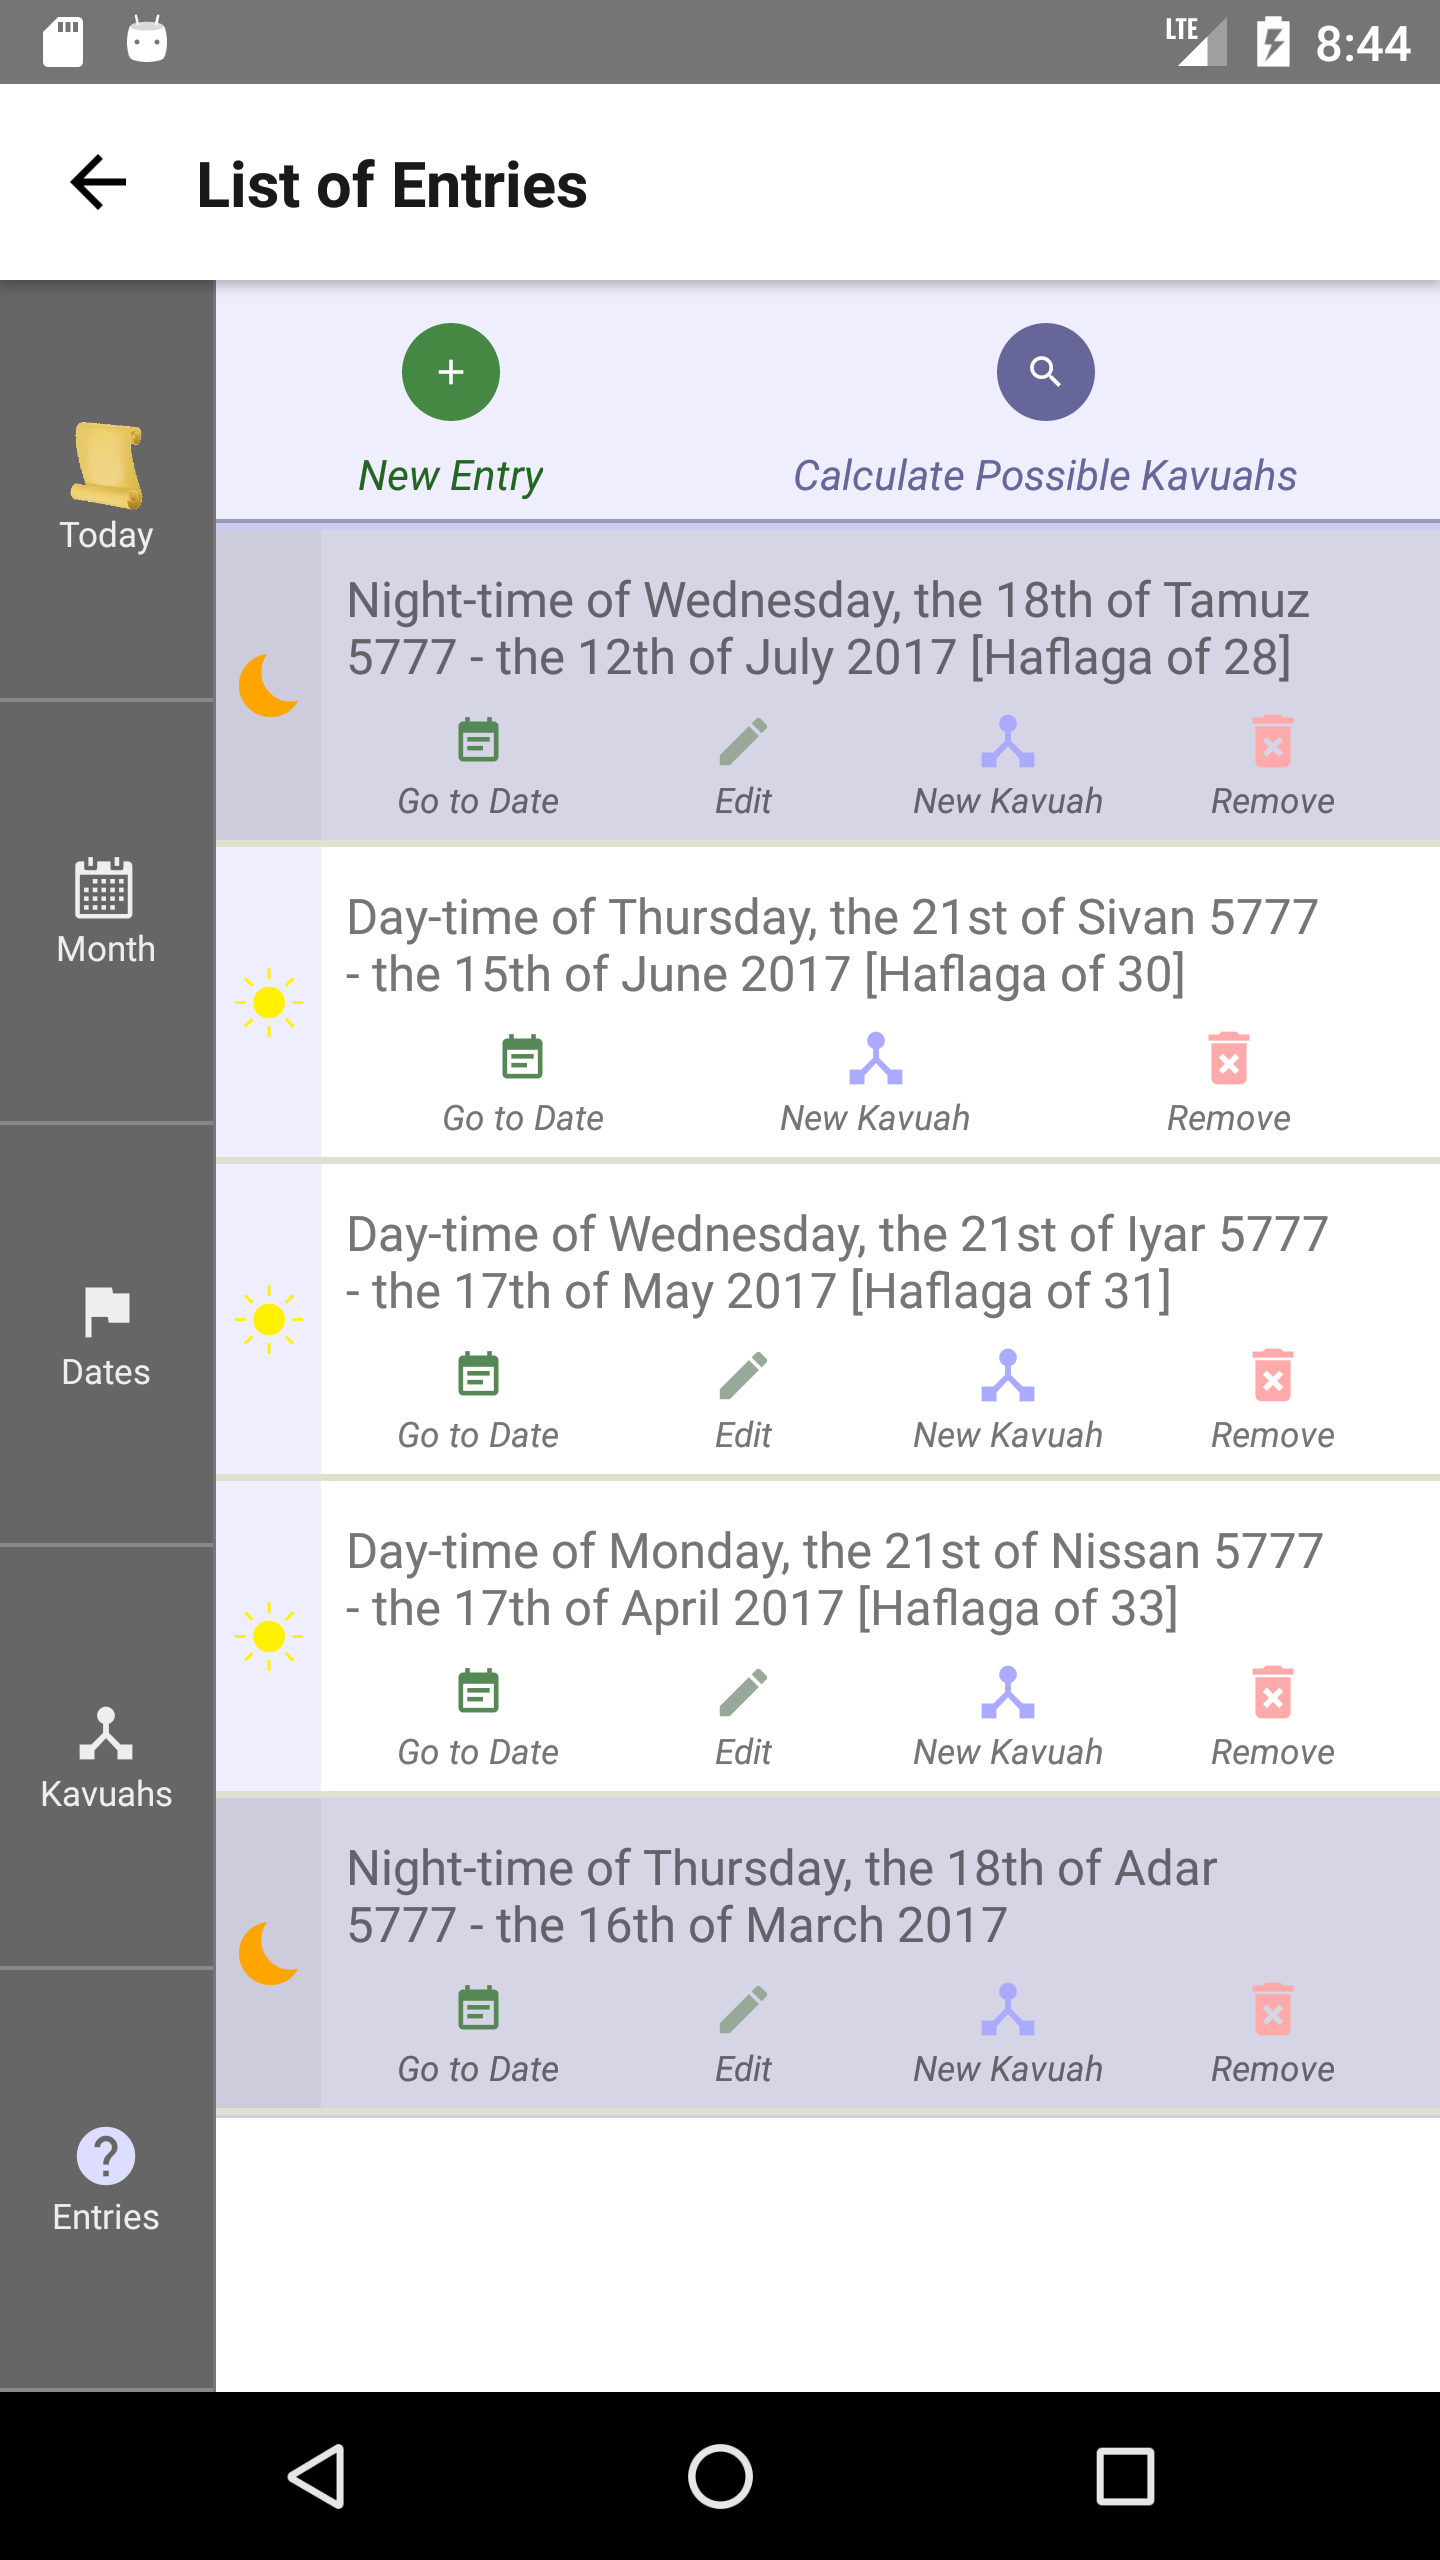 LTE 8:44
List of Entries
Today
Month
Dates
Kavuahs
Entries
New Entry
Calculate Possible Kavuahs
Night-time of Wednesday, the 18th of Tamuz
5777 - the 12th of July 2017 [Haflaga of 28]
Go to Date Edit New Kavuah Remove
Day-time of Thursday, the 21st of Sivan 5777
- the 15th of June 2017 [Haflaga of 30]
Go to Date New Kavuah Remove
Day-time of Wednesday, the 21st of Iyar 5777
- the 17th of May 2017 [Haflaga of 31]
Go to Date Edit New Kavuah Remove
Day-time of Monday, the 21st of Nissan 5777
- the 17th of April 2017 [Haflaga of 33]
Go to Date Edit New Kavuah Remove
Night-time of Thursday, the 18th of Adar
5777 - the 16th of March 2017
Go to Date Edit New Kavuah Remove